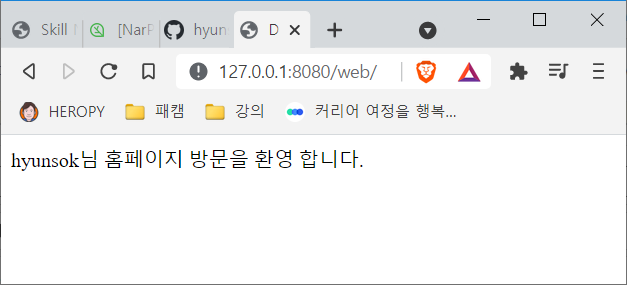 Skill
[Nar
hyun
D
127.0.0.1:8080/web/
HEROPY 패캠 강의 커리어 여정을 행복...
hyunsok님 홈페이지 방문을 환영 합니다.